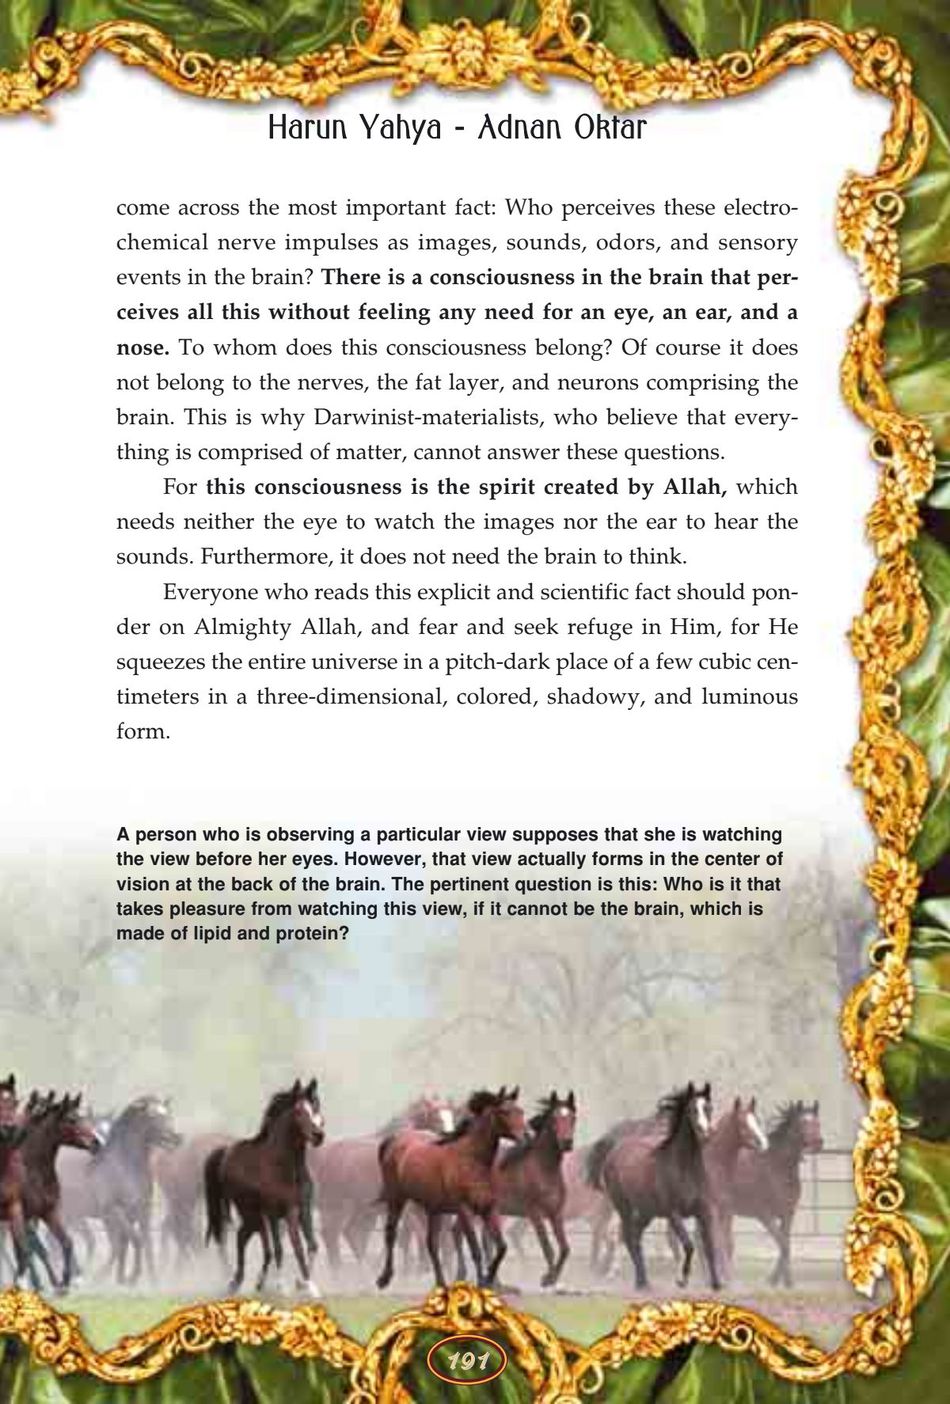 Harun Yahya - Adnan Oktar
come across the most important fact: Who perceives these electro-
chemical nerve impulses as images, sounds, odors, and sensory
events in the brain? There is a consciousness in the brain that per-
ceives all this without feeling any need for an eye, an ear, and a
nose. To whom does this consciousness belong? Of course it does
not belong to the nerves, the fat layer, and neurons comprising the
brain. This is why Darwinist-materialists, who believe that every-
thing is comprised of matter, cannot answer these questions.
For this consciousness is the spirit created by Allah, which
needs neither the eye to watch the images nor the ear to hear the
sounds. Furthermore, it does not need the brain to think.
Everyone who reads this explicit and scientific fact should pon-
der on Almighty Allah, and fear and seek refuge in Him, for He
squeezes the entire universe in a pitch-dark place of a few cubic cen-
timeters in a three-dimensional, colored, shadowy, and luminous
form.
A person who is observing a particular view supposes that she is watching
the view before her eyes. However, that view actually forms in the center of
vision at the back of the brain. The pertinent question is this: Who is it that
takes pleasure from watching this view, if it cannot be the brain, which is
made of lipid and protein?
191